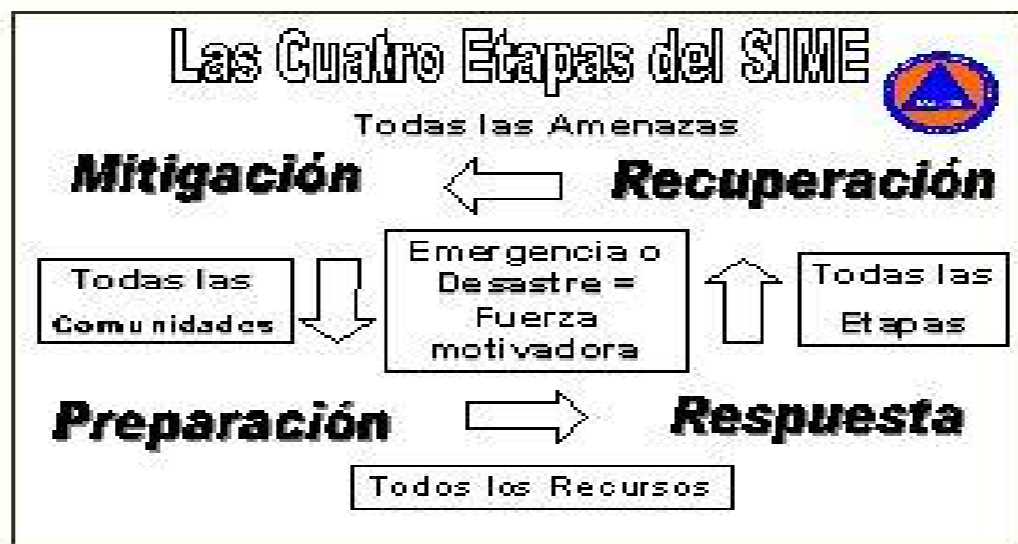 Las Cuatro Etapas del SIME
Todas las Amenazas
Mitigación
Recuperación
Todas las
Comunidades
Emergencia o
Desastre =
Fuerza
motivadora
Todas las
Etapas
Preparación
Respuesta
Todos los Recursos